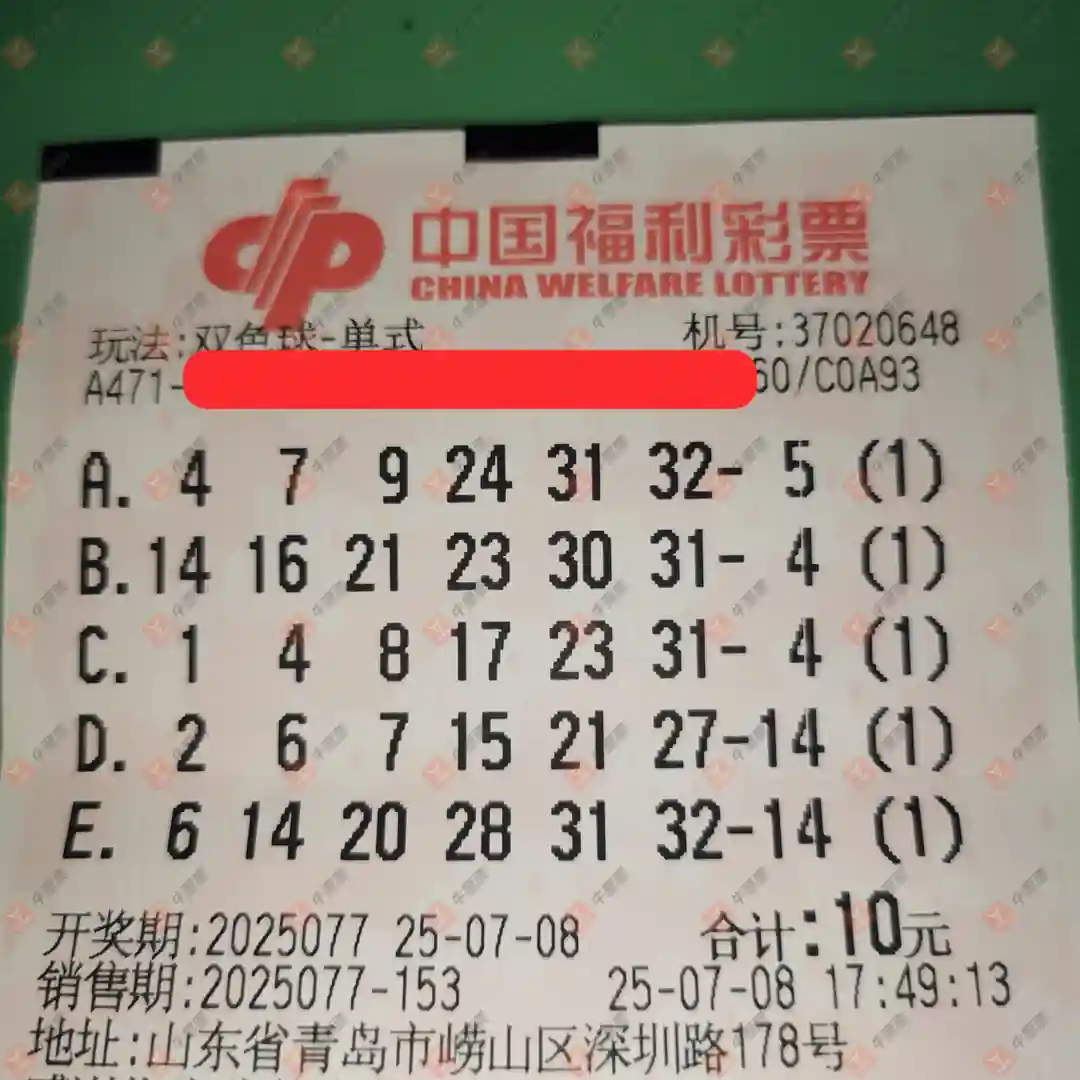 中国福利彩票
CHINA WELFARE LOTTERY
玩法:双色球-单式 机号:37020648
A471- 60/C0A93
A. 4 7 9 24 31 32- 5 (1)
B. 14 16 21 23 30 31- 4 (1)
C. 1 4 8 17 23 31- 4 (1)
D. 2 6 7 15 21 27-14 (1)
E. 6 14 20 28 31 32-14 (1)
开奖期:2025077 25-07-08 合计:10元
销售期:2025077-153 25-07-08 17:49:13
地址:山东省青岛市崂山区深圳路178号